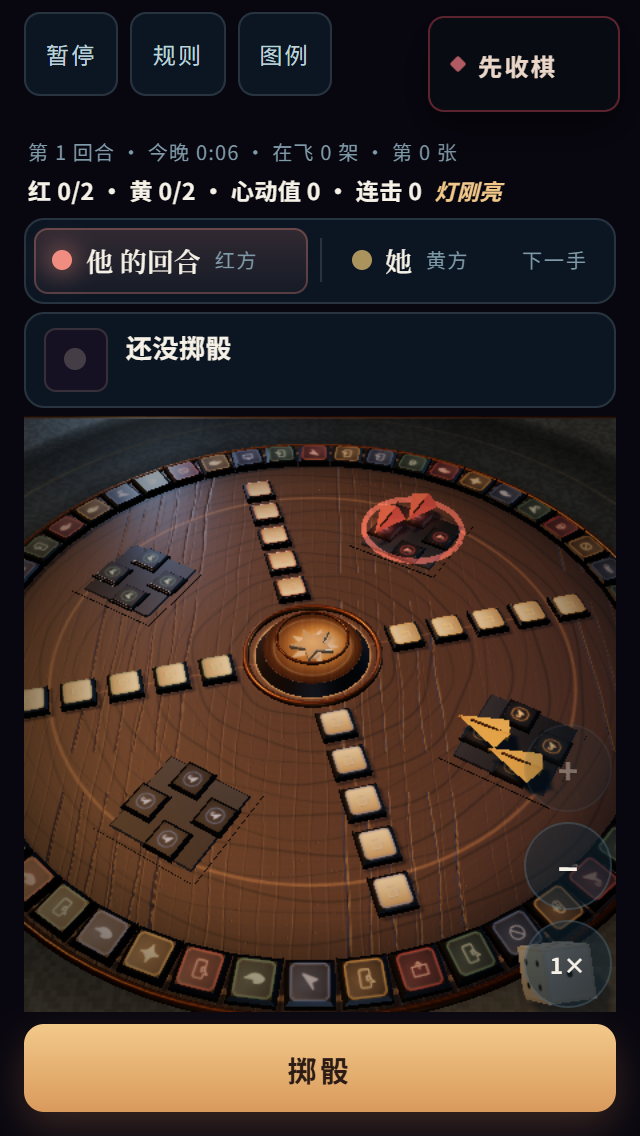 暂停 规则 图例 先收棋
第 1 回合 • 今晚 0:06 • 在飞 0 架 • 第 0 张
红 0/2 • 黄 0/2 • 心动值 0 • 连击 0 灯刚亮
他 的回合 红方 她 黄方 下一手
还没掷骰
+
−
1×
掷骰